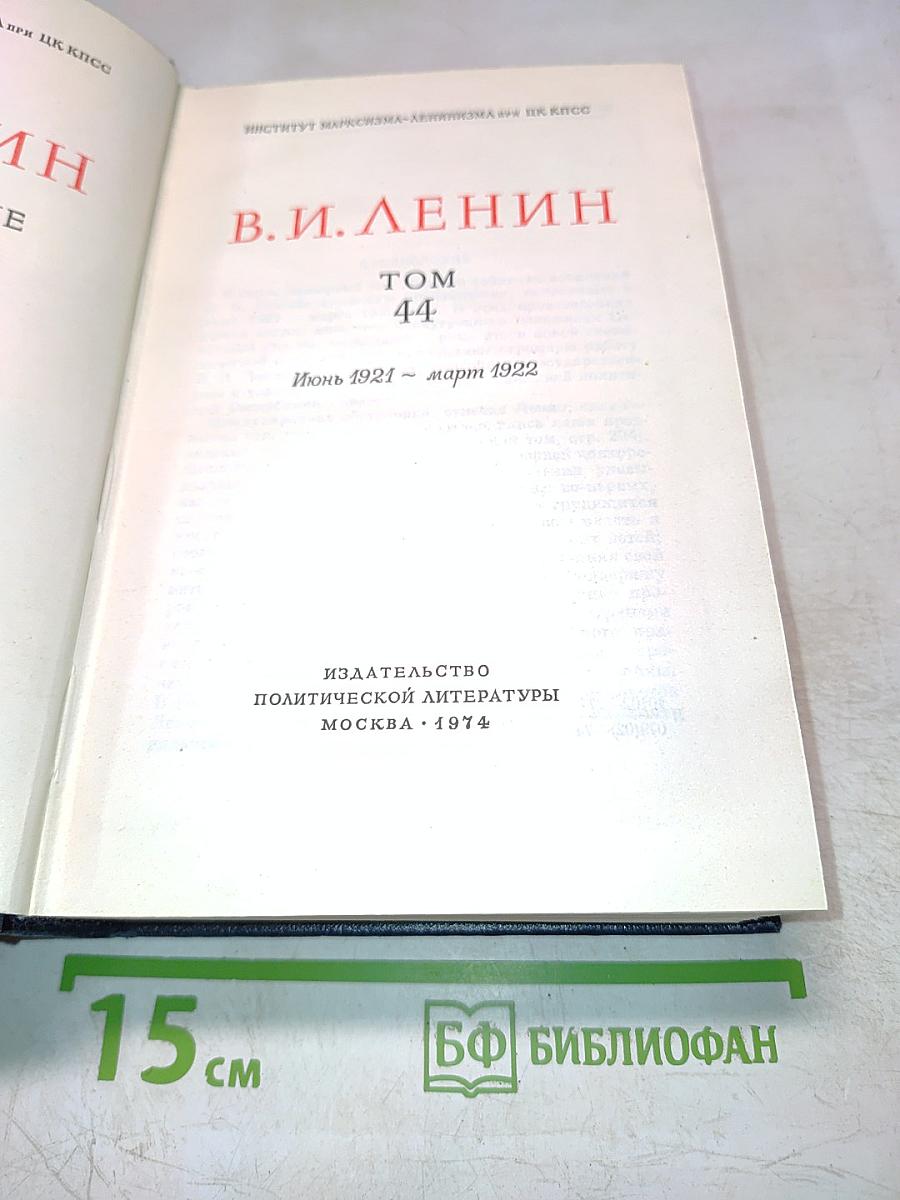 при ЦК КПСС
ИН
Е
ИНСТИТУТ МАРКСИЗМА-ЛЕНИНИЗМА при ЦК КПСС
В. И. ЛЕНИН
ТОМ
44
Июнь 1921 ~ март 1922
ИЗДАТЕЛЬСТВО
ПОЛИТИЧЕСКОЙ ЛИТЕРАТУРЫ
МОСКВА · 1974
15 см
БФ БИБЛИОФАН